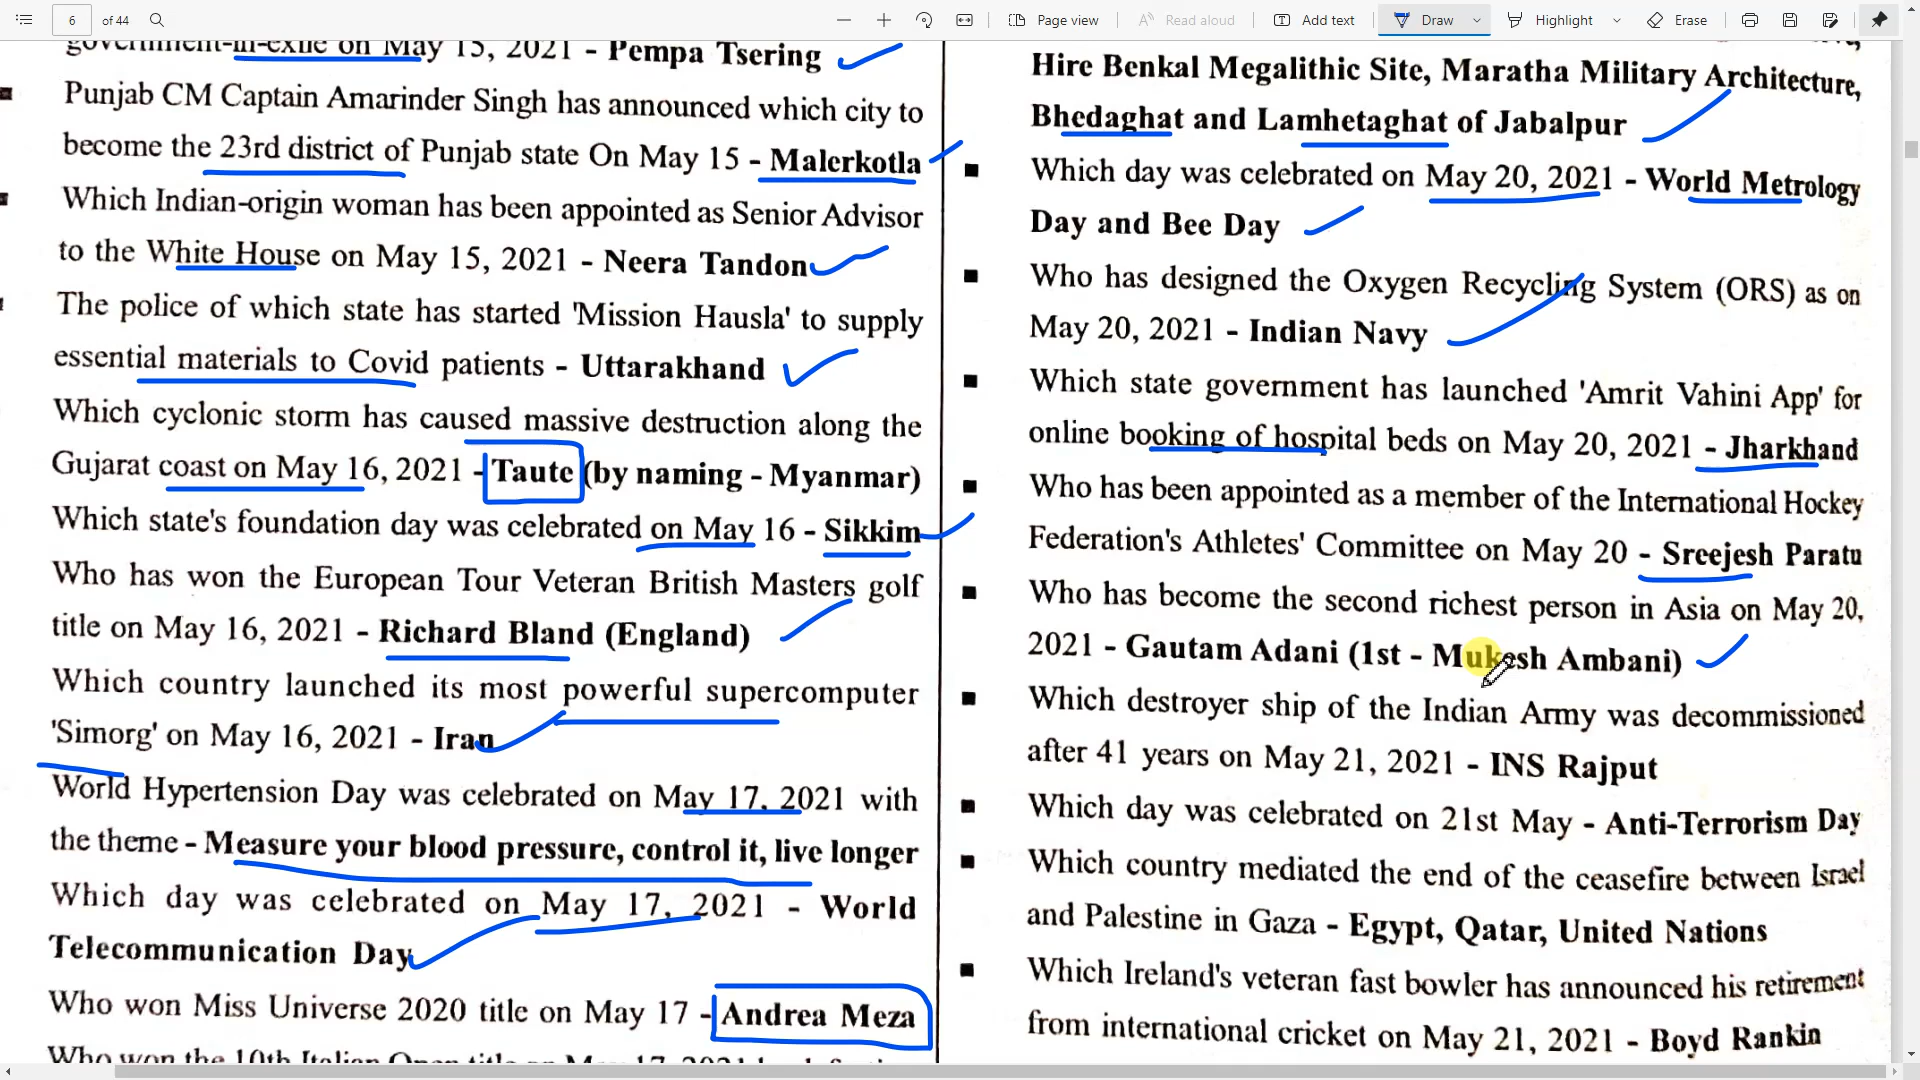 6 of 44 Page view Read aloud Add text Draw Highlight Erase
government-in-exile on May 15, 2021 - Pempa Tsering
Punjab CM Captain Amarinder Singh has announced which city to
become the 23rd district of Punjab state On May 15 - Malerkotla
Which Indian-origin woman has been appointed as Senior Advisor
to the White House on May 15, 2021 - Neera Tandon
The police of which state has started 'Mission Hausla' to supply
essential materials to Covid patients - Uttarakhand
Which cyclonic storm has caused massive destruction along the
Gujarat coast on May 16, 2021 - Taute (by naming - Myanmar)
Which state's foundation day was celebrated on May 16 - Sikkim
Who has won the European Tour Veteran British Masters golf
title on May 16, 2021 - Richard Bland (England)
Which country launched its most powerful supercomputer
'Simorg' on May 16, 2021 - Iran
World Hypertension Day was celebrated on May 17, 2021 with
the theme - Measure your blood pressure, control it, live longer
Which day was celebrated on May 17, 2021 - World
Telecommunication Day
Who won Miss Universe 2020 title on May 17 - Andrea Meza
Who won the 10th Italian Open title on May 17, 2021
Hire Benkal Megalithic Site, Maratha Military Architecture,
Bhedaghat and Lamhetaghat of Jabalpur
Which day was celebrated on May 20, 2021 - World Metrology
Day and Bee Day
Who has designed the Oxygen Recycling System (ORS) as on
May 20, 2021 - Indian Navy
Which state government has launched 'Amrit Vahini App' for
online booking of hospital beds on May 20, 2021 - Jharkhand
Who has been appointed as a member of the International Hockey
Federation's Athletes' Committee on May 20 - Sreejesh Paratu
Who has become the second richest person in Asia on May 20,
2021 - Gautam Adani (1st - Mukesh Ambani)
Which destroyer ship of the Indian Army was decommissioned
after 41 years on May 21, 2021 - INS Rajput
Which day was celebrated on 21st May - Anti-Terrorism Day
Which country mediated the end of the ceasefire between Israel
and Palestine in Gaza - Egypt, Qatar, United Nations
Which Ireland's veteran fast bowler has announced his retirement
from international cricket on May 21, 2021 - Boyd Rankin